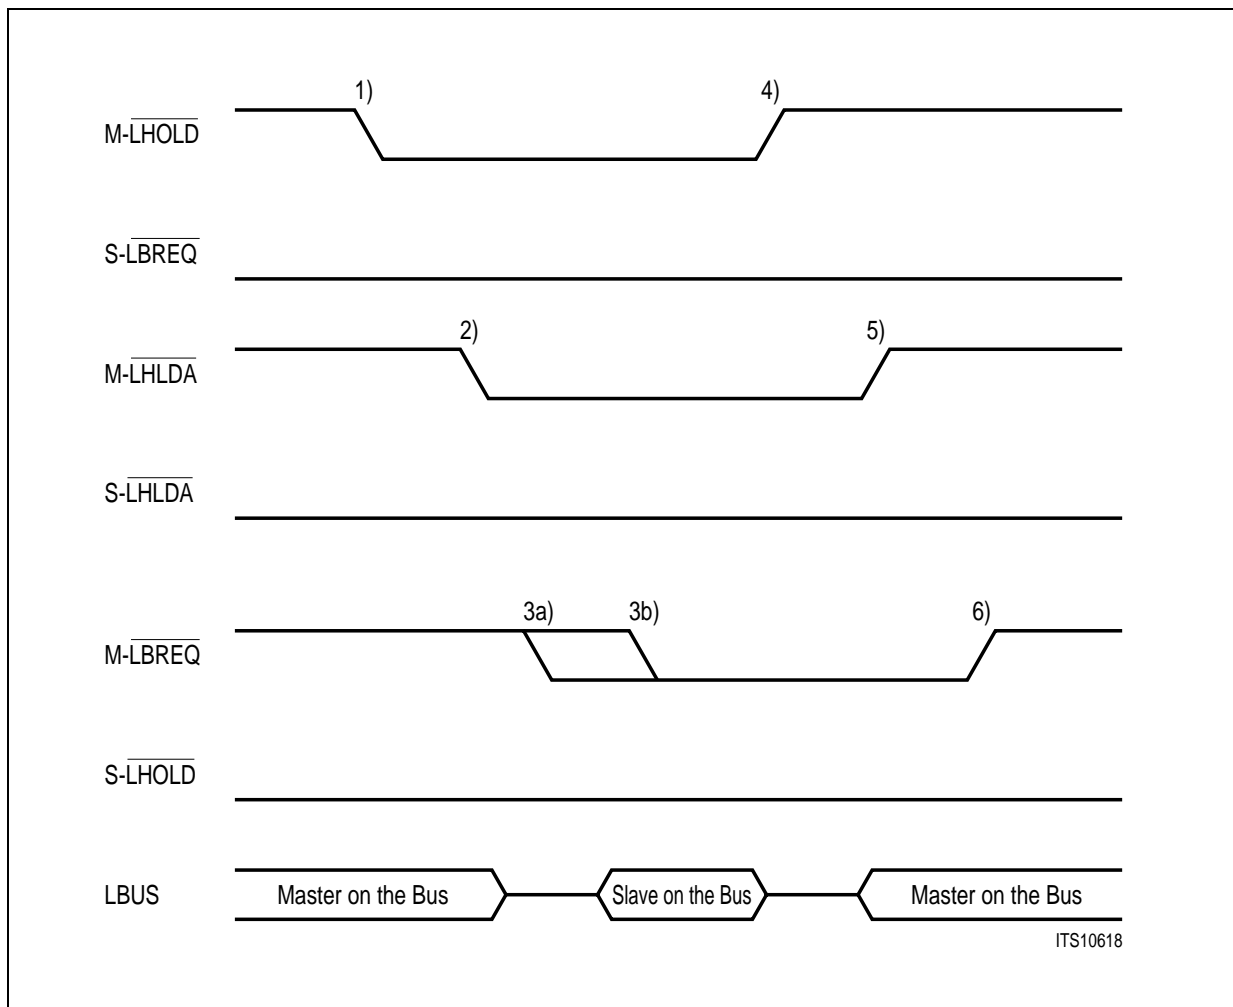 1)
4)
M-LHOLD
S-LBREQ
2)
5)
M-LHLDA
S-LHLDA
3a)
3b)
6)
M-LBREQ
S-LHOLD
LBUS
Master on the Bus
Slave on the Bus
Master on the Bus
ITS10618